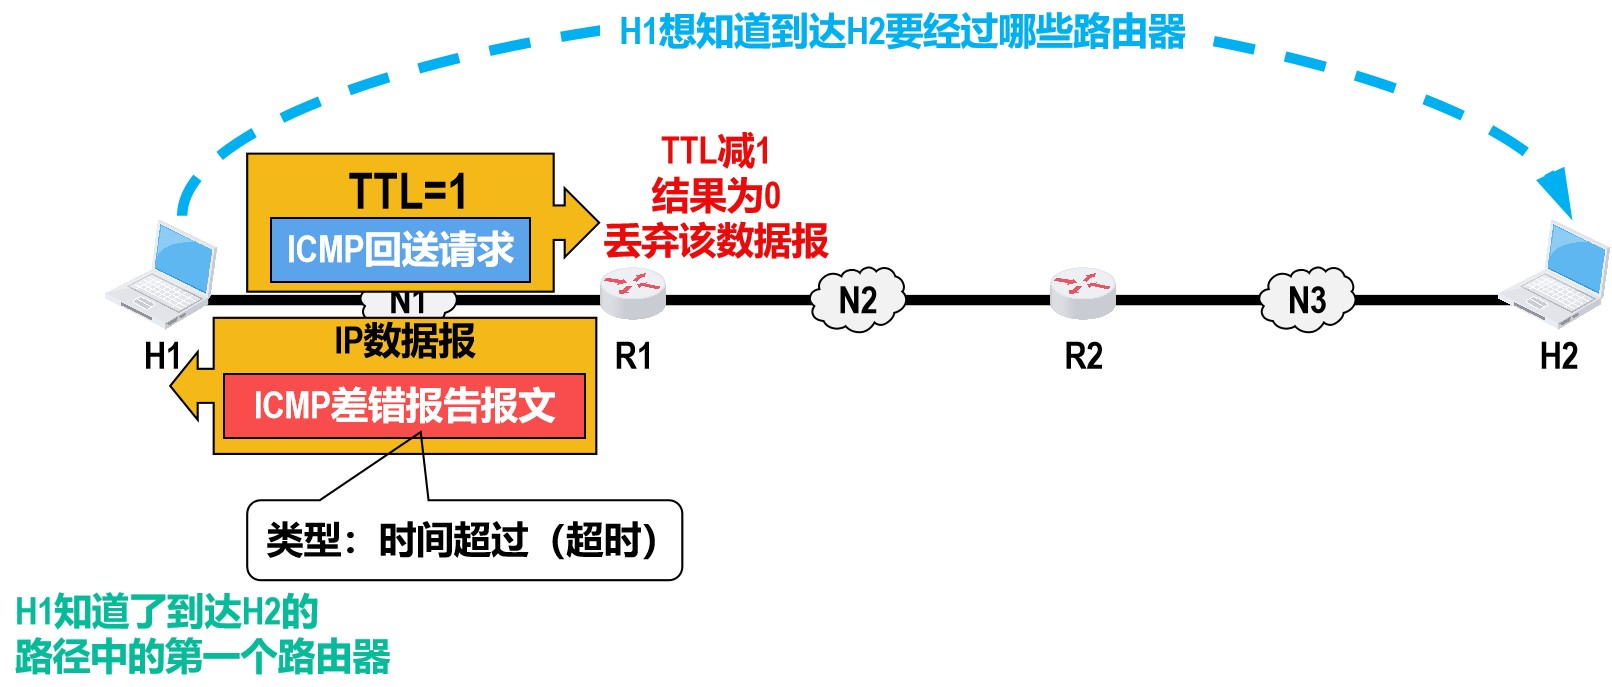 H1想知道到达H2要经过哪些路由器
TTL=1
ICMP回送请求
TTL减1
结果为0
丢弃该数据报
N1
N2
N3
H1
R1
R2
H2
IP数据报
ICMP差错报告报文
类型：时间超过（超时）
H1知道了到达H2的
路径中的第一个路由器